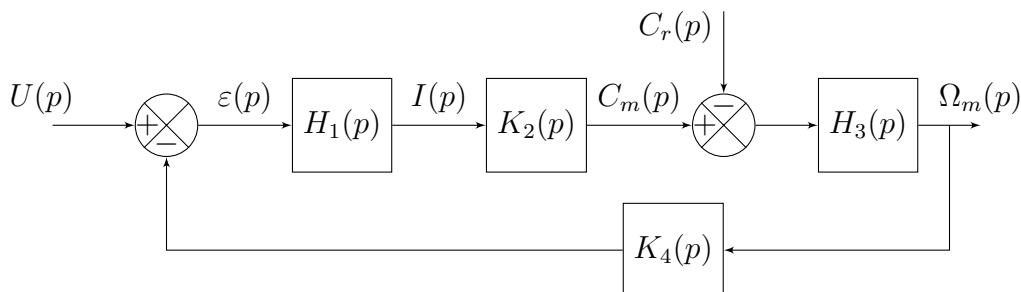 C_r(p)
U(p) ε(p) I(p) C_m(p) Ω_m(p)
+ − H_1(p) K_2(p) + − H_3(p)
K_4(p)